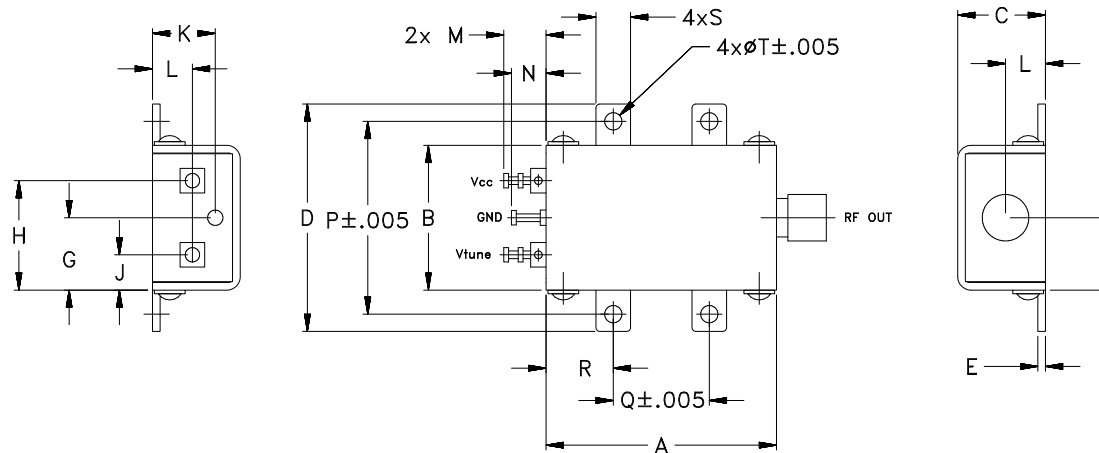 K
L
H
G
J
2x M
N
4xS
4xøT±.005
D
P±.005
B
Vcc
GND
Vtune
RF OUT
R
Q±.005
A
C
L
E